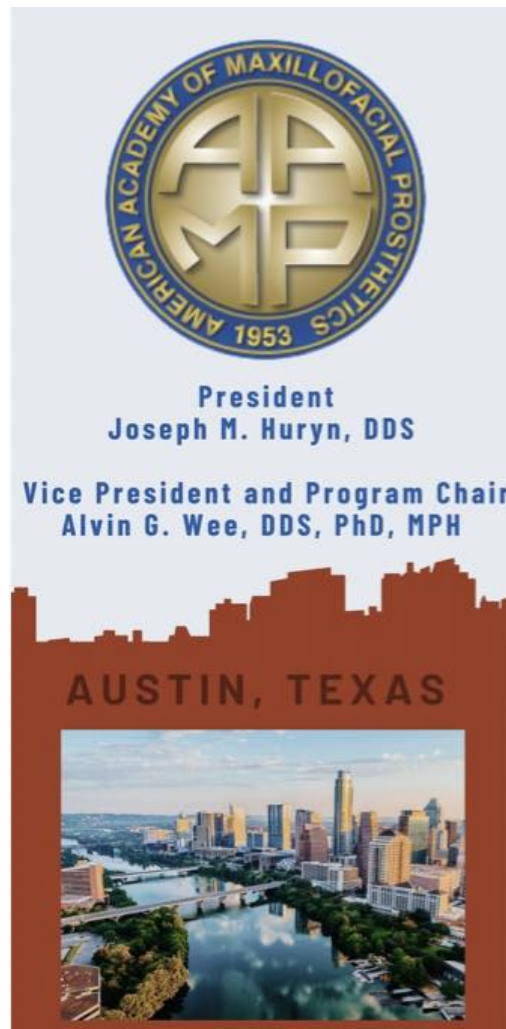 AMERICAN ACADEMY OF MAXILLOFACIAL PROSTHETICS
AA
MP
1953
President
Joseph M. Huryn, DDS
Vice President and Program Chair
Alvin G. Wee, DDS, PhD, MPH
AUSTIN, TEXAS